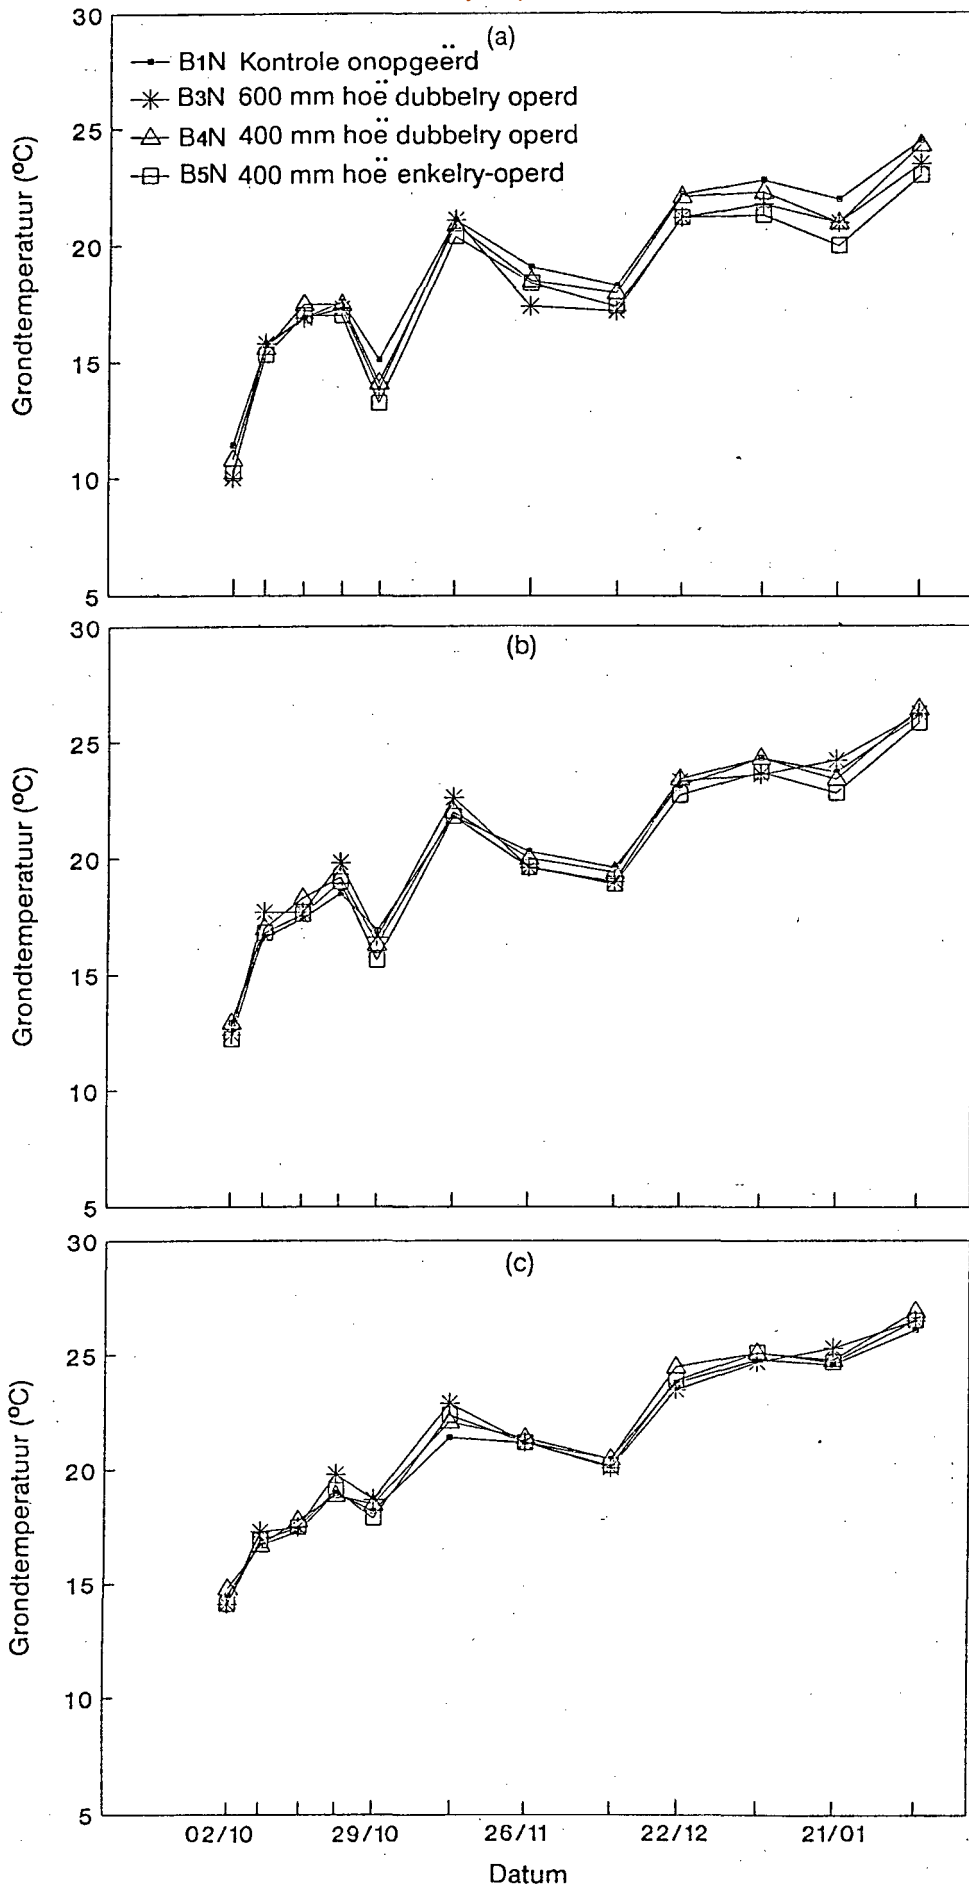 30
(a)
B1N Kontrole onopgeërd
B3N 600 mm hoë dubbelry operd
B4N 400 mm hoë dubbelry operd
B5N 400 mm hoë enkelry-operd
25
20
15
10
5
Grondtemperatuur (ºC)
30
(b)
25
20
15
10
5
Grondtemperatuur (ºC)
30
(c)
25
20
15
10
5
Grondtemperatuur (ºC)
02/10 29/10 26/11 22/12 21/01
Datum